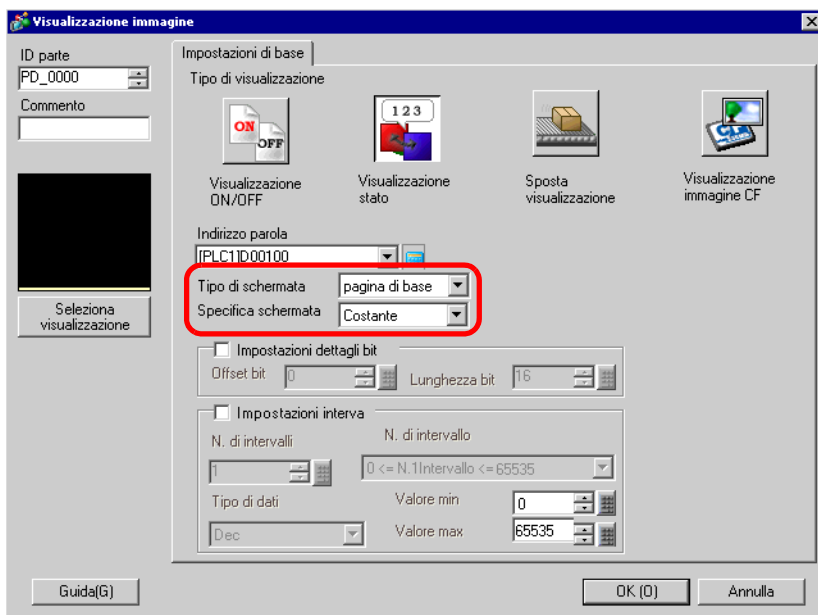 Visualizzazione immagine
ID parte
PD_0000
Commento
Seleziona
visualizzazione
Impostazioni di base
Tipo di visualizzazione
ON
OFF
Visualizzazione
ON/OFF
123
Visualizzazione
stato
Sposta
visualizzazione
CF
Visualizzazione
immagine CF
Indirizzo parola
[PLC1]D00100
Tipo di schermata pagina di base
Specifica schermata Costante
Impostazioni dettagli bit
Offset bit 0 Lunghezza bit 16
Impostazioni interva
N. di intervalli N. di intervallo
1 0 <= N.1Intervallo <=65535
Tipo di dati Valore min 0
Dec Valore max 65535
Guida(G) OK (O) Annulla